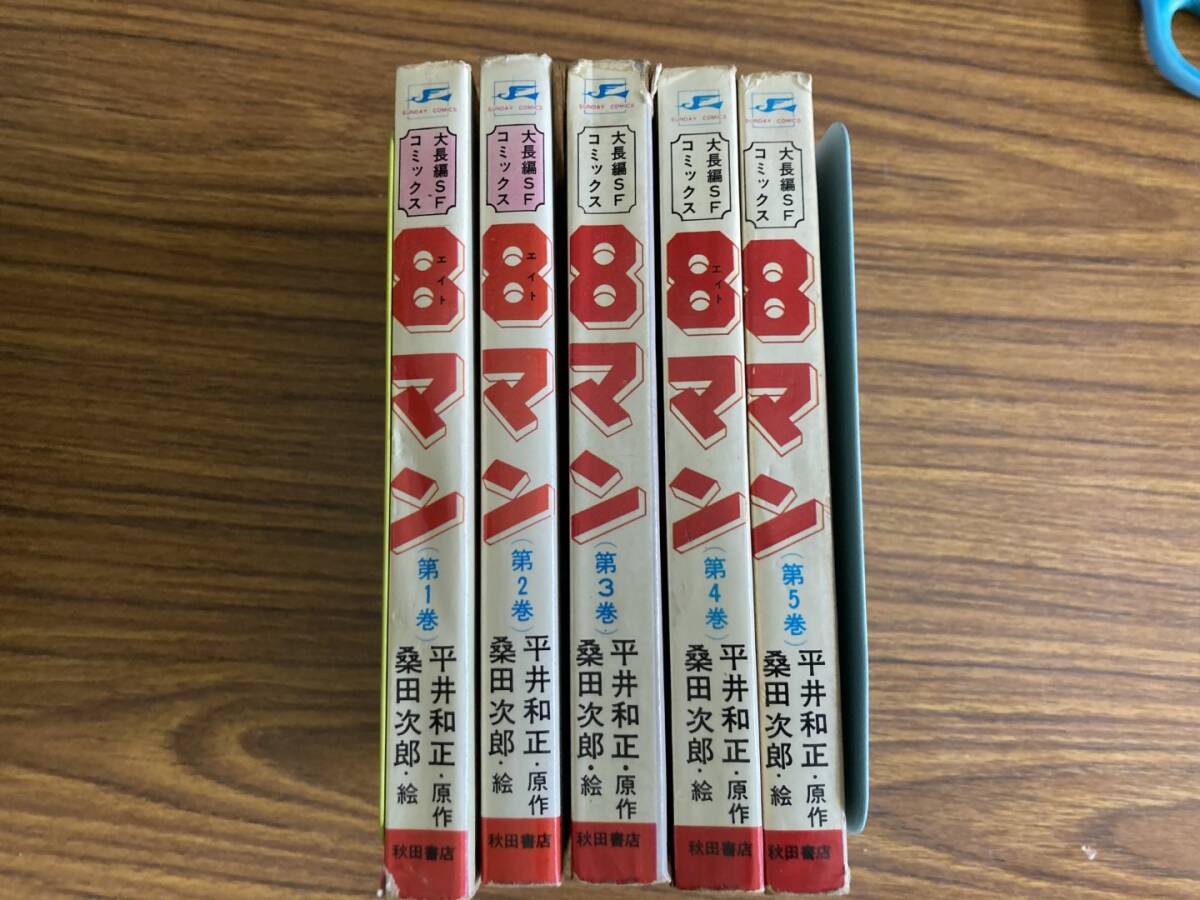 SUNDAY COMICS
大長編SF
コミックス
8マン
エイト
(第1巻)
平井和正・原作
桑田次郎・絵
秋田書店
SUNDAY COMICS
大長編SF
コミックス
8マン
エイト
(第2巻)
平井和正・原作
桑田次郎・絵
秋田書店
SUNDAY COMICS
大長編SF
コミックス
8マン
(第3巻)
平井和正・原作
桑田次郎・絵
秋田書店
SUNDAY COMICS
大長編SF
コミックス
8マン
エイト
(第4巻)
平井和正・原作
桑田次郎・絵
秋田書店
SUNDAY COMICS
大長編SF
コミックス
8マン
(第5巻)
平井和正・原作
桑田次郎・絵
秋田書店